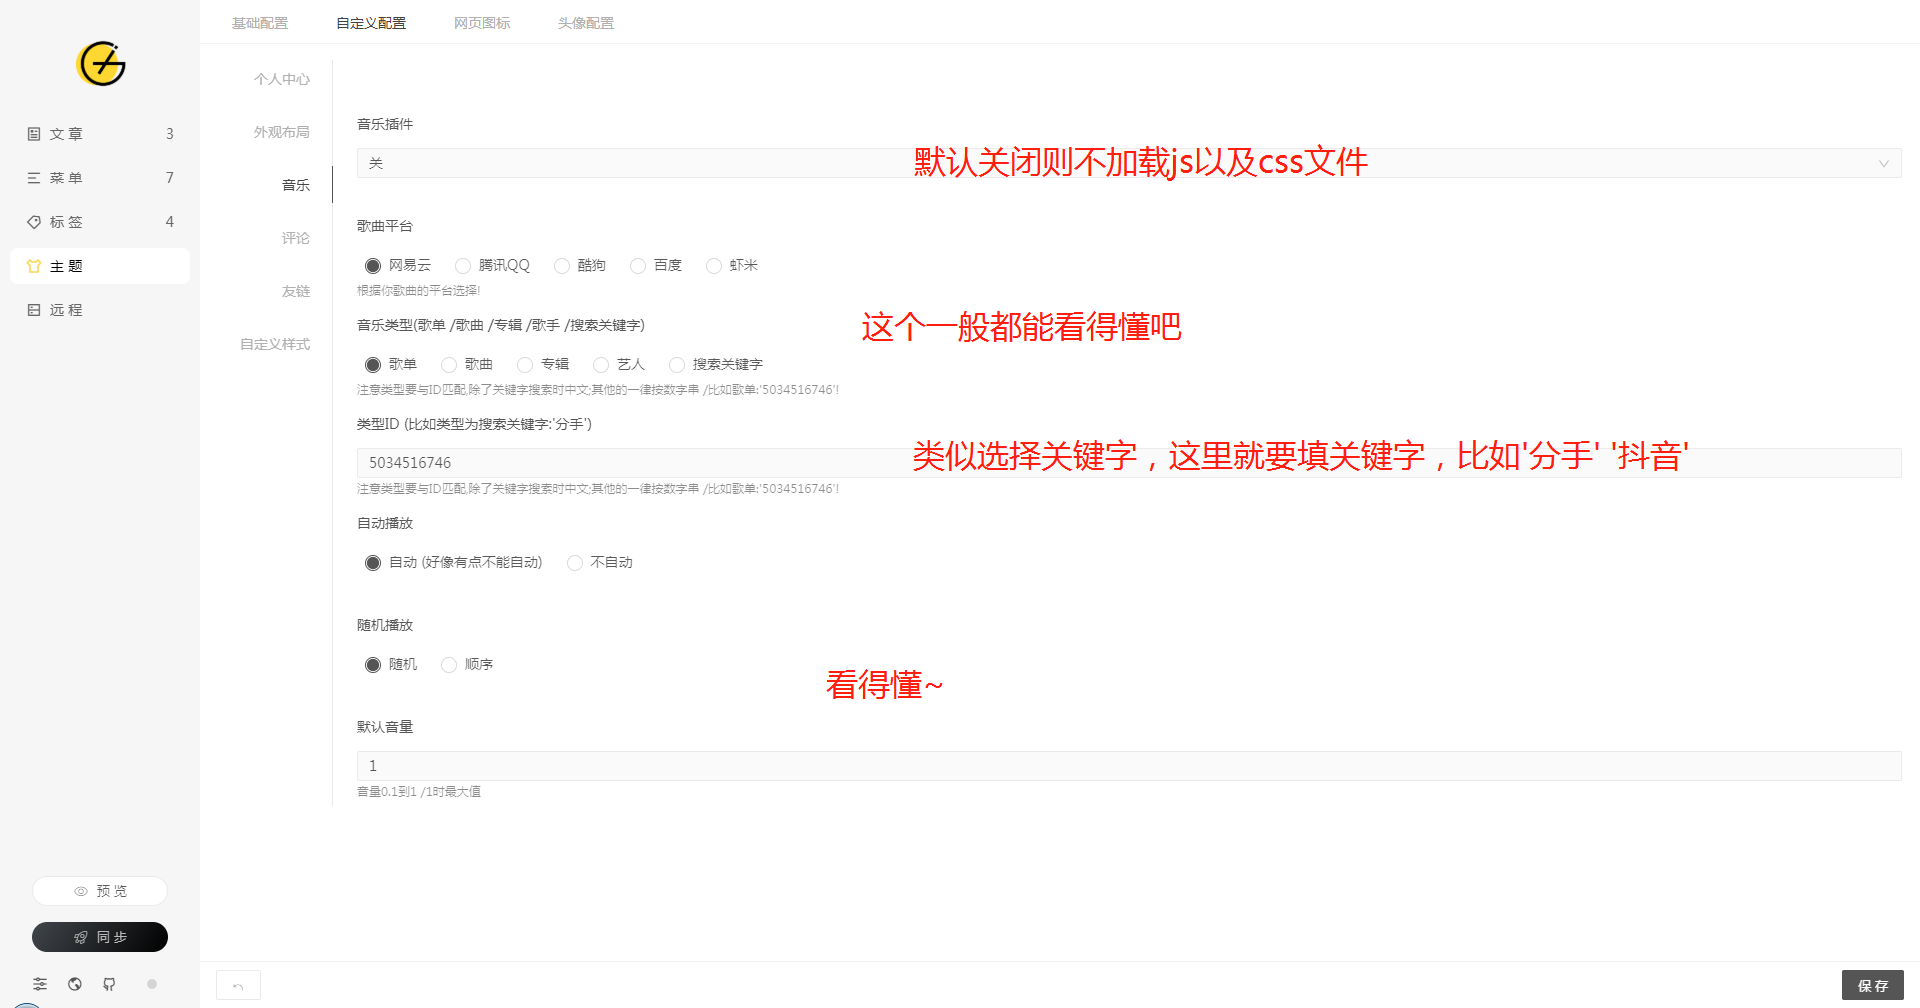 基础配置 自定义配置 网页图标 头像配置
文章 3
菜单 7
标签 4
主题
远程
预览
同步
个人中心
外观布局
音乐
评论
友链
自定义样式
音乐插件
关
默认关闭则不加载js以及css文件
歌曲平台
网易云 腾讯QQ 酷狗 百度 虾米
根据你歌曲的平台选择!
音乐类型(歌单 /歌曲 /专辑 /歌手 /搜索关键字)
这个一般都能看得懂吧
歌单 歌曲 专辑 艺人 搜索关键字
注意类型要与ID匹配,除了关键字搜索时中文;其他的一律按数字串 /比如歌单:'5034516746'!
类型ID (比如类型为搜索关键字:'分手')
5034516746
类似选择关键字，这里就要填关键字，比如'分手' '抖音'
注意类型要与ID匹配,除了关键字搜索时中文;其他的一律按数字串 /比如歌单:'5034516746'!
自动播放
自动 (好像有点不能自动) 不自动
随机播放
随机 顺序
看得懂~
默认音量
1
音量0.1到1 /1时最大值
保存